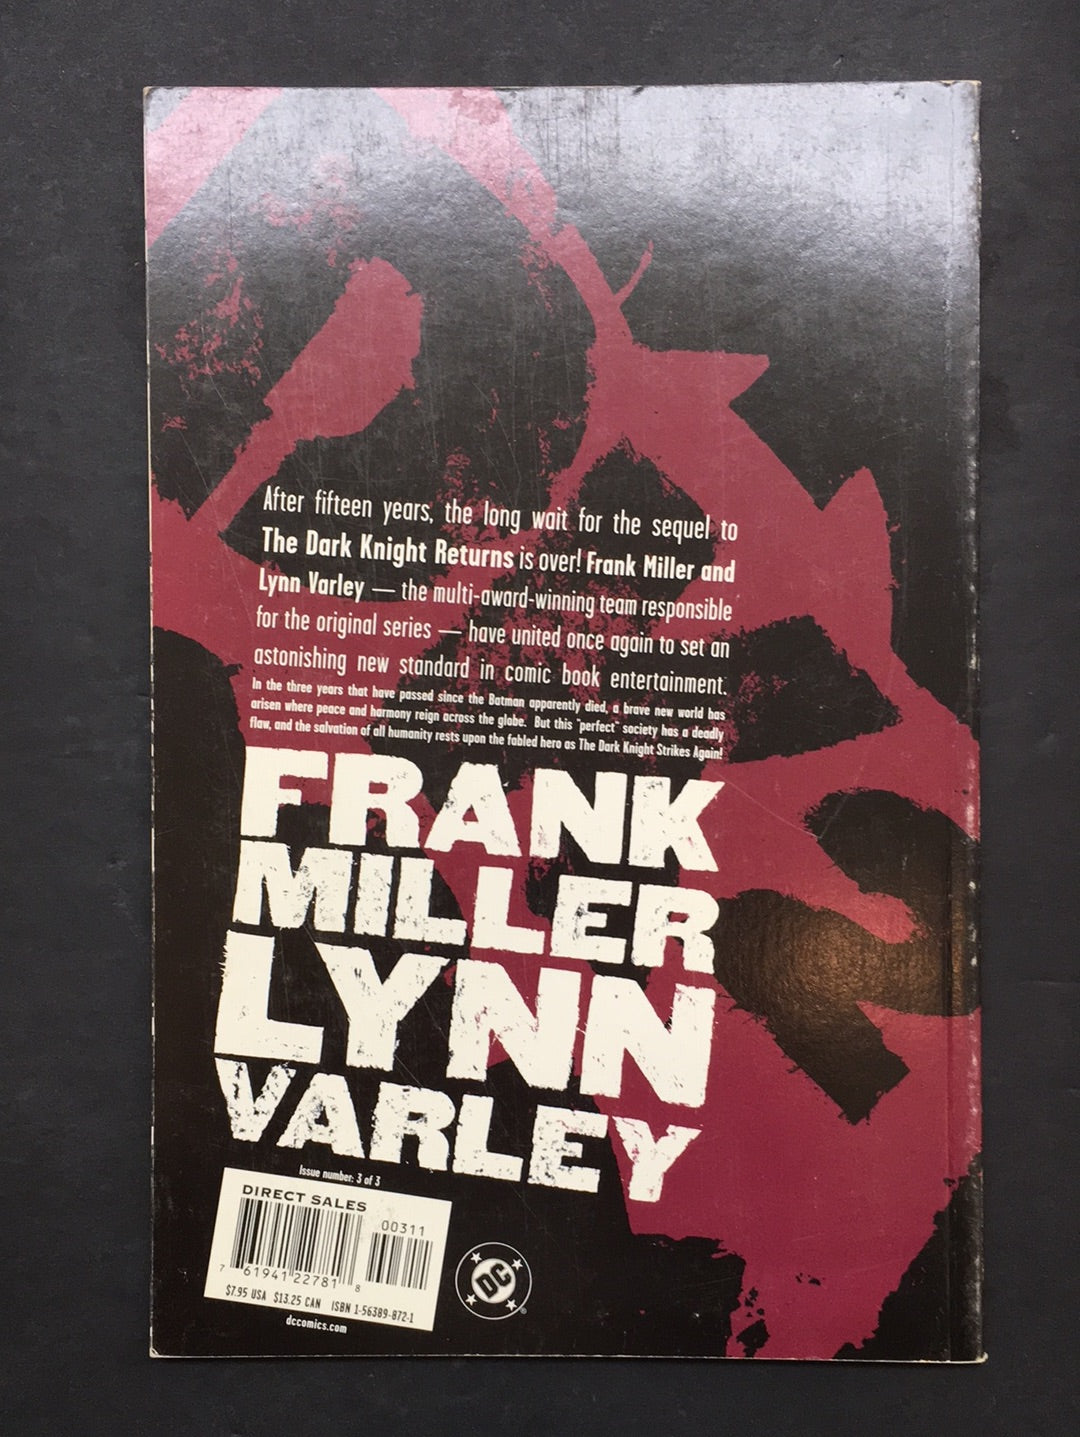 After fifteen years, the long wait for the sequel to
The Dark Knight Returns is over! Frank Miller and
Lynn Varley — the multi-award-winning team responsible
for the original series — have united once again to set an
astonishing new standard in comic book entertainment.
In the three years that have passed since the Batman apparently died, a brave new world has
arisen where peace and harmony reign across the globe. But this "perfect" society has a deadly
flaw, and the salvation of all humanity rests upon the fabled hero as The Dark Knight Strikes Again!
FRANK
MILLER
LYNN
VARLEY
Issue number: 3 of 3
DIRECT SALES
00311
7 61941 22781 8
$7.95 USA $13.25 CAN ISBN 1-56389-872-1
dccomics.com
DC
®